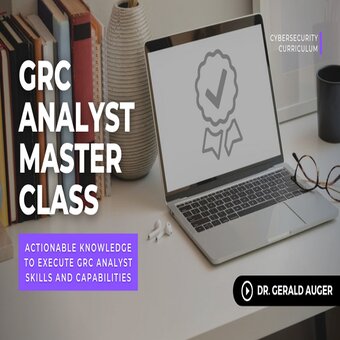 CYBERSECURITY
CURRICULUM
GRC
ANALYST
MASTER
CLASS
ACTIONABLE KNOWLEDGE
TO EXECUTE GRC ANALYST
SKILLS AND CAPABILITIES
DR. GERALD AUGER